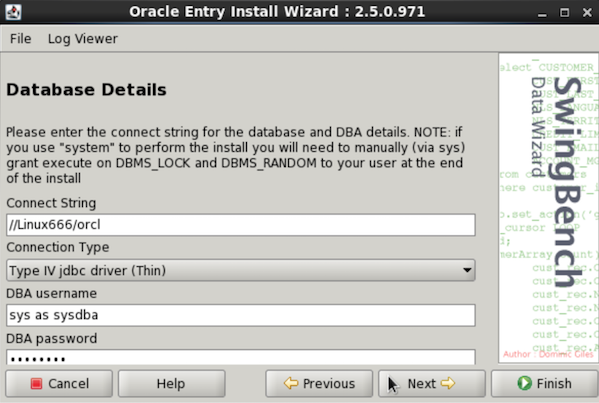 Oracle Entry Install Wizard : 2.5.0.971
File Log Viewer
Database Details
Please enter the connect string for the database and DBA details. NOTE: if
you use "system" to perform the install you will need to manually (via sys)
grant execute on DBMS_LOCK and DBMS_RANDOM to your user at the end
of the install
Connect String
//Linux666/orcl
Connection Type
Type IV jdbc driver (Thin)
DBA username
sys as sysdba
DBA password
SwingBench
Data Wizard
Author : Dominic Giles
Cancel Help Previous Next Finish